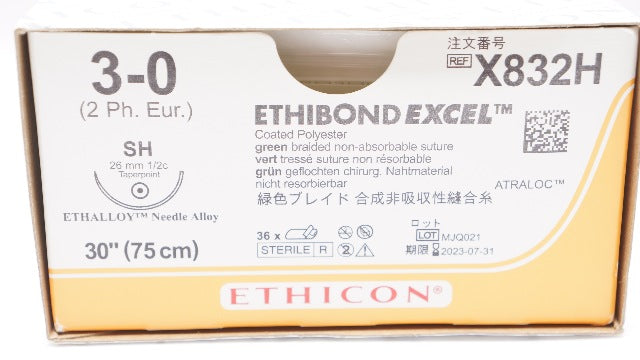 3-0
(2 Ph. Eur.)
SH
26 mm 1/2c
Taperpoint
ETHALLOY™ Needle Alloy
30" (75 cm)
注文番号
REF X832H
ETHIBOND EXCEL™
Coated Polyester
green braided non-absorbable suture
vert tressé suture non résorbable
grün geflochten chirurg. Nahtmaterial
nicht resorbierbar
緑色ブレイド 合成非吸収性縫合糸
ATRALOC™
36 x
STERILE R
2
ロット
LOT MJQ021
期限 2023-07-31
ETHICON®